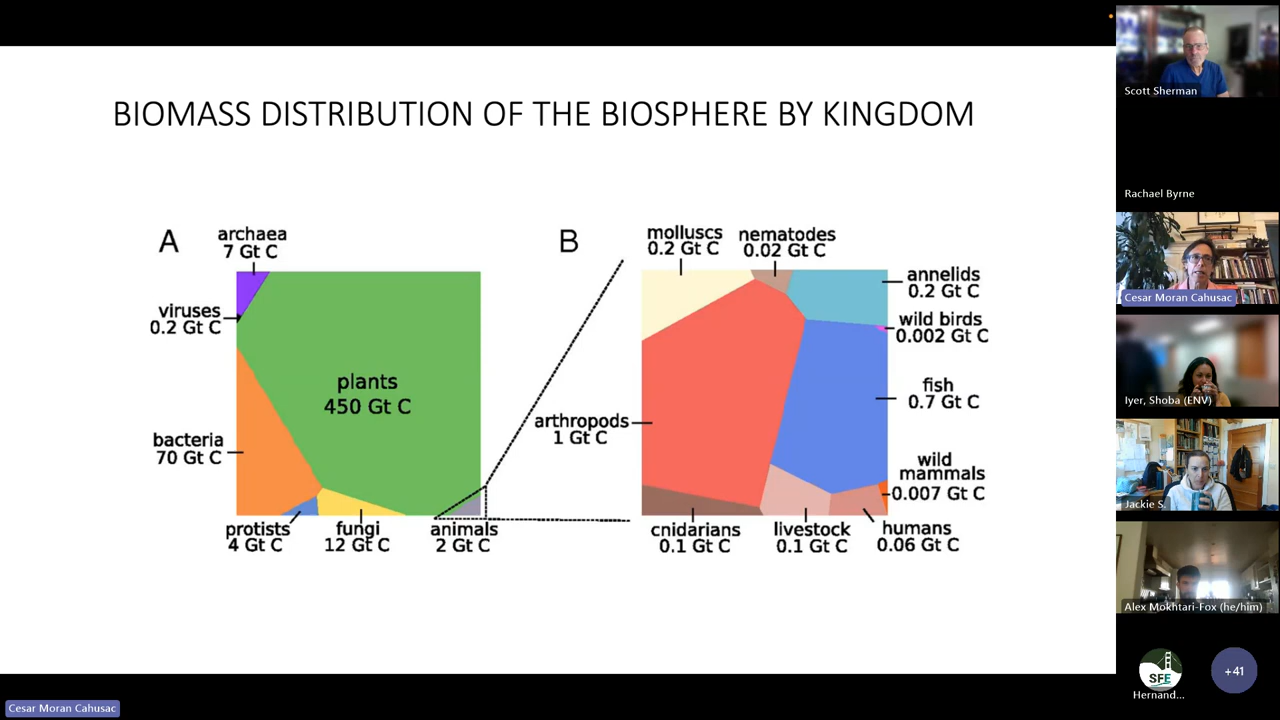 BIOMASS DISTRIBUTION OF THE BIOSPHERE BY KINGDOM
A
archaea
7 Gt C
viruses
0.2 Gt C
plants
450 Gt C
bacteria
70 Gt C
protists
4 Gt C
fungi
12 Gt C
animals
2 Gt C
B
molluscs
0.2 Gt C
nematodes
0.02 Gt C
annelids
0.2 Gt C
wild birds
0.002 Gt C
fish
0.7 Gt C
arthropods
1 Gt C
wild
mammals
0.007 Gt C
cnidarians
0.1 Gt C
livestock
0.1 Gt C
humans
0.06 Gt C
Scott Sherman
Rachael Byrne
Cesar Moran Cahusac
Iyer, Shoba (ENV)
Jackie S.
Alex Mokhtari-Fox (he/him)
SFE
Hernand...
+41
Cesar Moran Cahusac